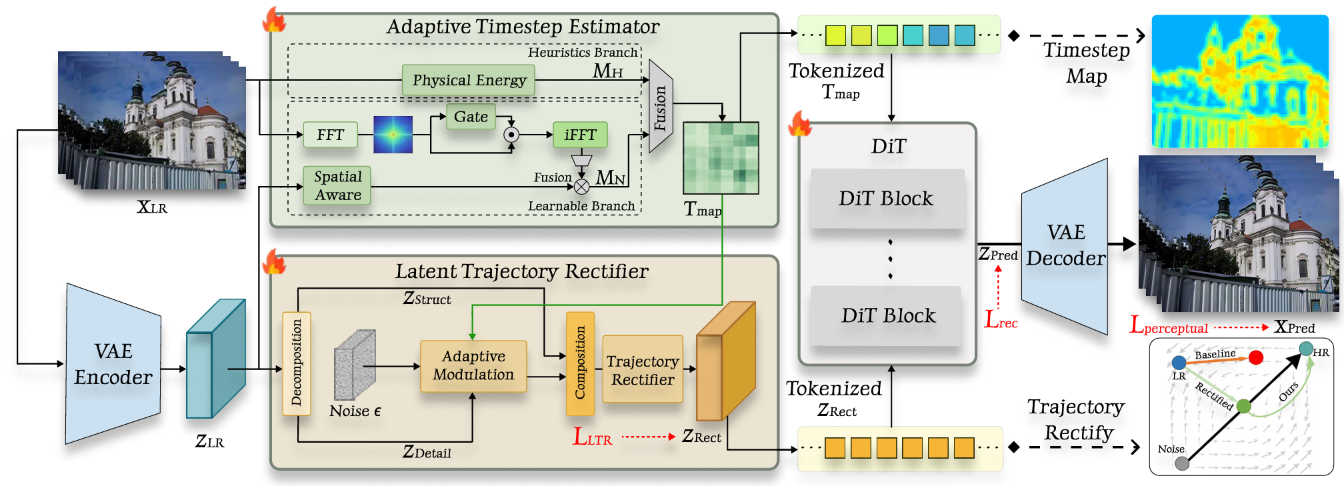 Adaptive Timestep Estimator
Heuristics Branch
Physical Energy
MH
FFT
Gate
iFFT
Fusion
Spatial
Aware
Fusion
MN
Learnable Branch
Tmap
xLR
VAE
Encoder
zLR
Latent Trajectory Rectifier
zStruct
Decomposition
Noise ϵ
Adaptive
Modulation
Composition
Trajectory
Rectifier
zDetail
LLTR
zRect
Tokenized
Tmap
DiT
DiT Block
DiT Block
Tokenized
zRect
zPred
Lrec
VAE
Decoder
Timestep
Map
Lperceptual
xPred
Trajectory
Rectify
LR
Baseline
HR
Rectified
Ours
Noise